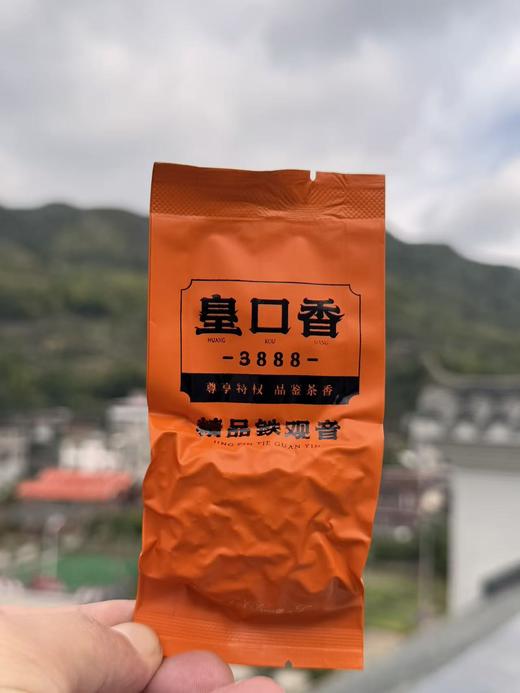 皇口香
HUANG KOU XIANG
-3888-
尊享特权 品鉴茶香
精品铁观音
JING PIN TIE GUAN YIN